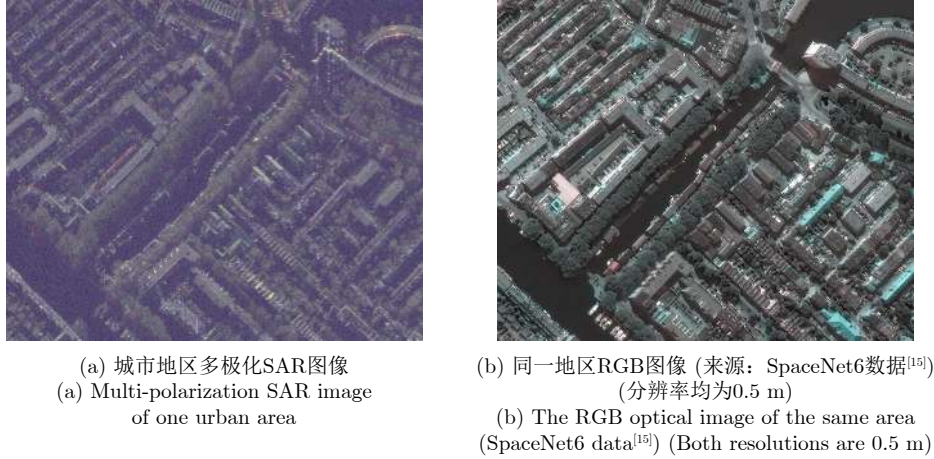 (a) 城市地区多极化SAR图像
(a) Multi-polarization SAR image
of one urban area
(b) 同一地区RGB图像 (来源：SpaceNet6数据[15])
(分辨率均为0.5 m)
(b) The RGB optical image of the same area
(SpaceNet6 data[15]) (Both resolutions are 0.5 m)